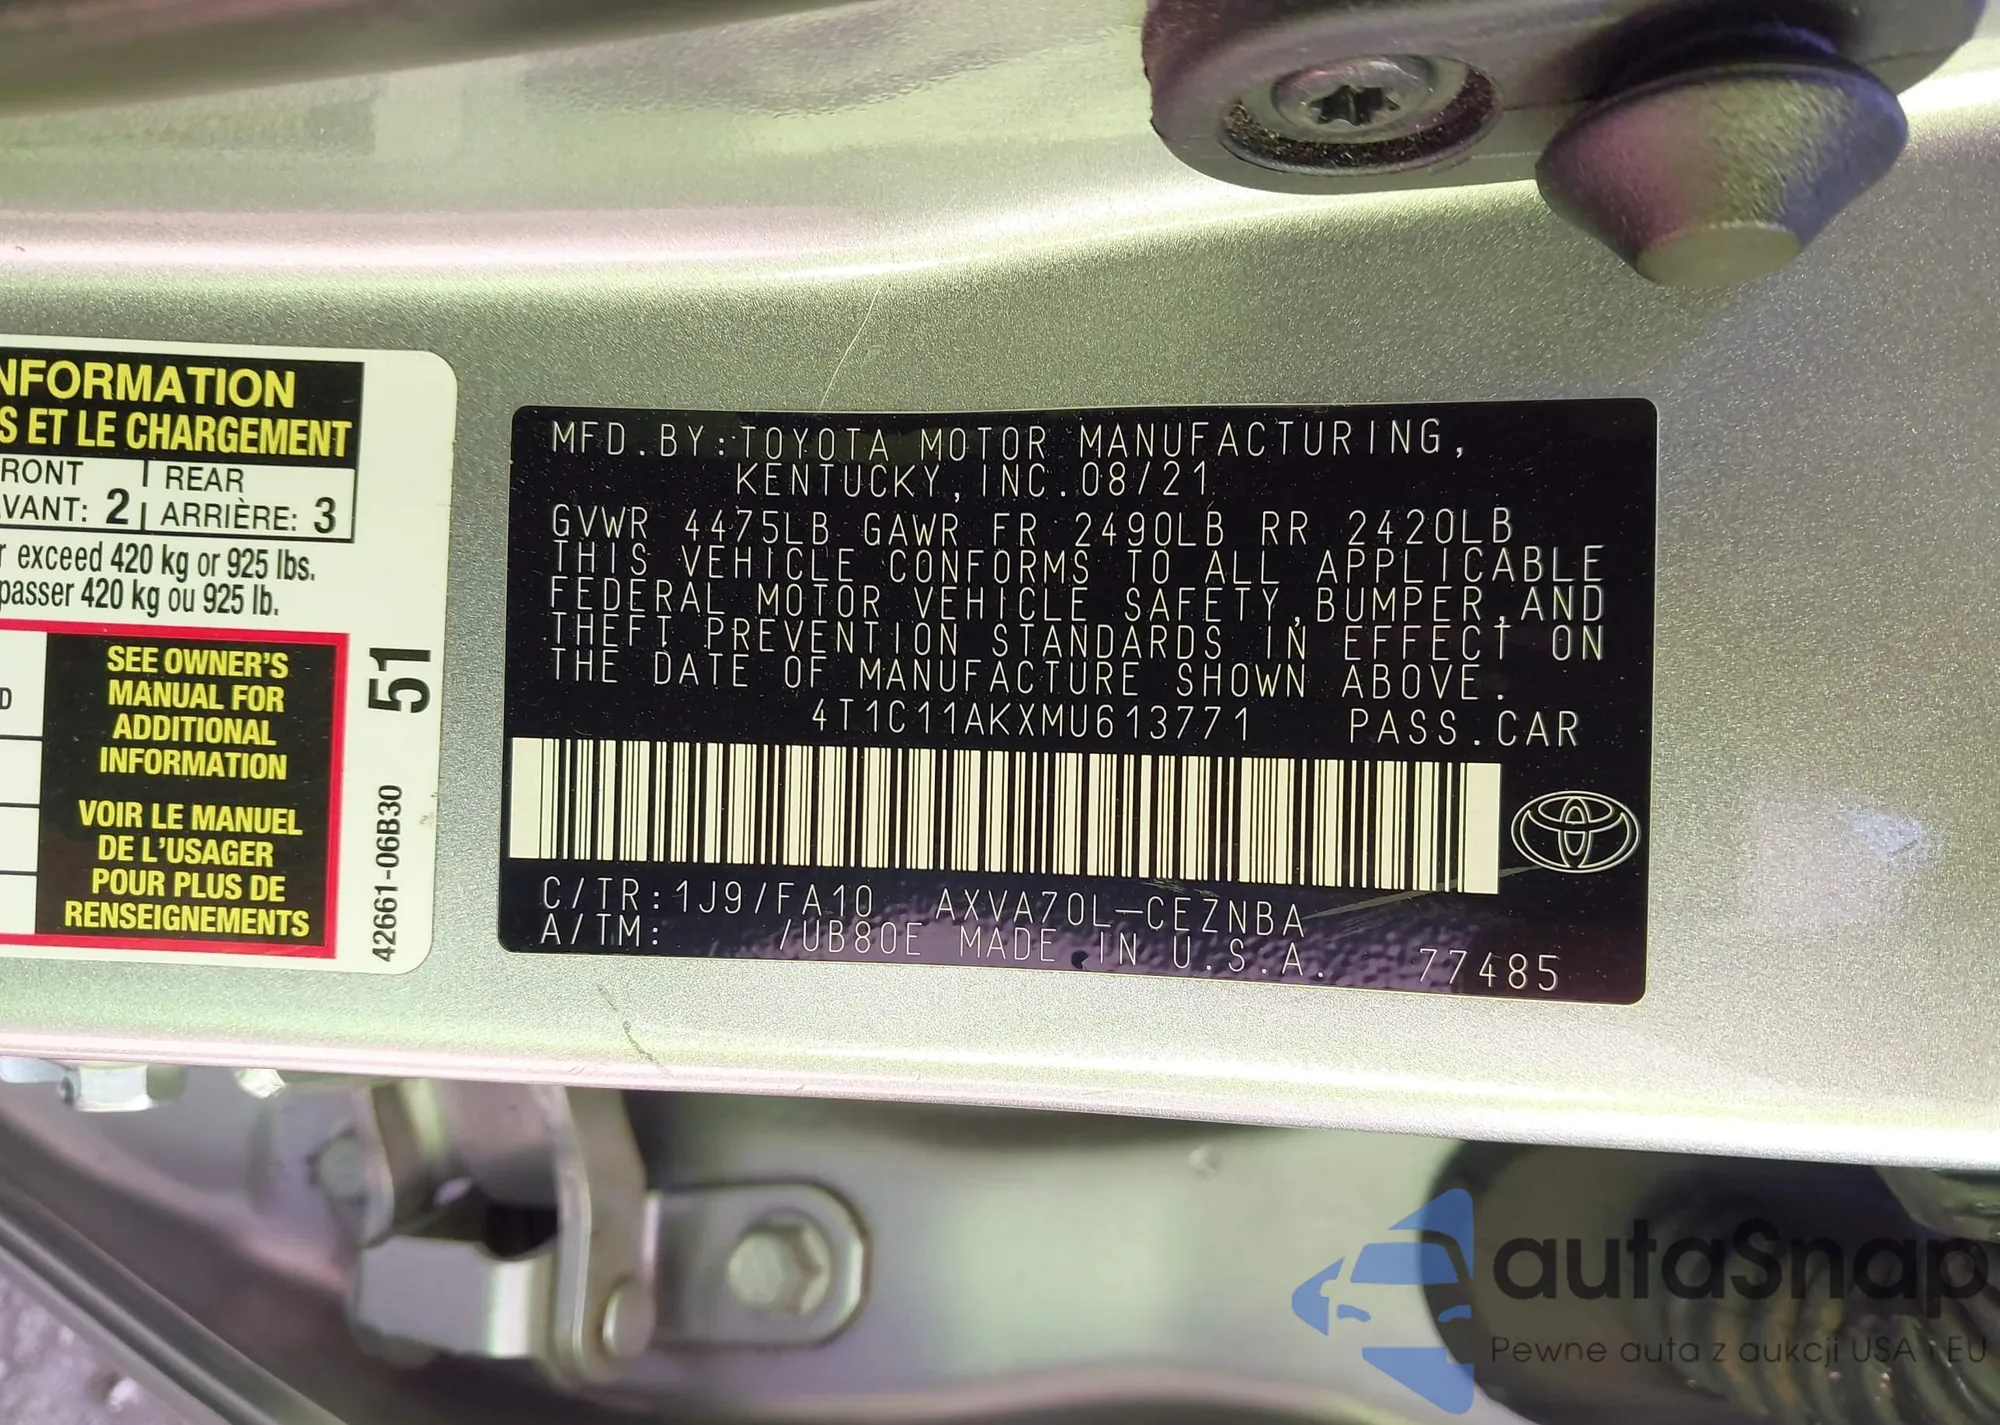 NFORMATION
S ET LE CHARGEMENT
RONT | REAR
VANT: 2 | ARRIÈRE: 3
r exceed 420 kg or 925 lbs.
passer 420 kg ou 925 lb.
D
SEE OWNER'S
MANUAL FOR
ADDITIONAL
INFORMATION
VOIR LE MANUEL
DE L'USAGER
POUR PLUS DE
RENSEIGNEMENTS
51
42661-06B30
MFD.BY:TOYOTA MOTOR MANUFACTURING,
KENTUCKY,INC.08/21
GVWR 4475LB GAWR FR 2490LB RR 2420LB
THIS VEHICLE CONFORMS TO ALL APPLICABLE
FEDERAL MOTOR VEHICLE SAFETY,BUMPER,AND
THEFT PREVENTION STANDARDS IN EFFECT ON
THE DATE OF MANUFACTURE SHOWN ABOVE.
4T1C11AKXMU613771 PASS.CAR
C/TR:1J9/FA10 AXVA70L-CEZNBA
A/TM: /UB80E MADE IN U.S.A. 77485
autaSnap
Pewne auta z aukcji USA i EU